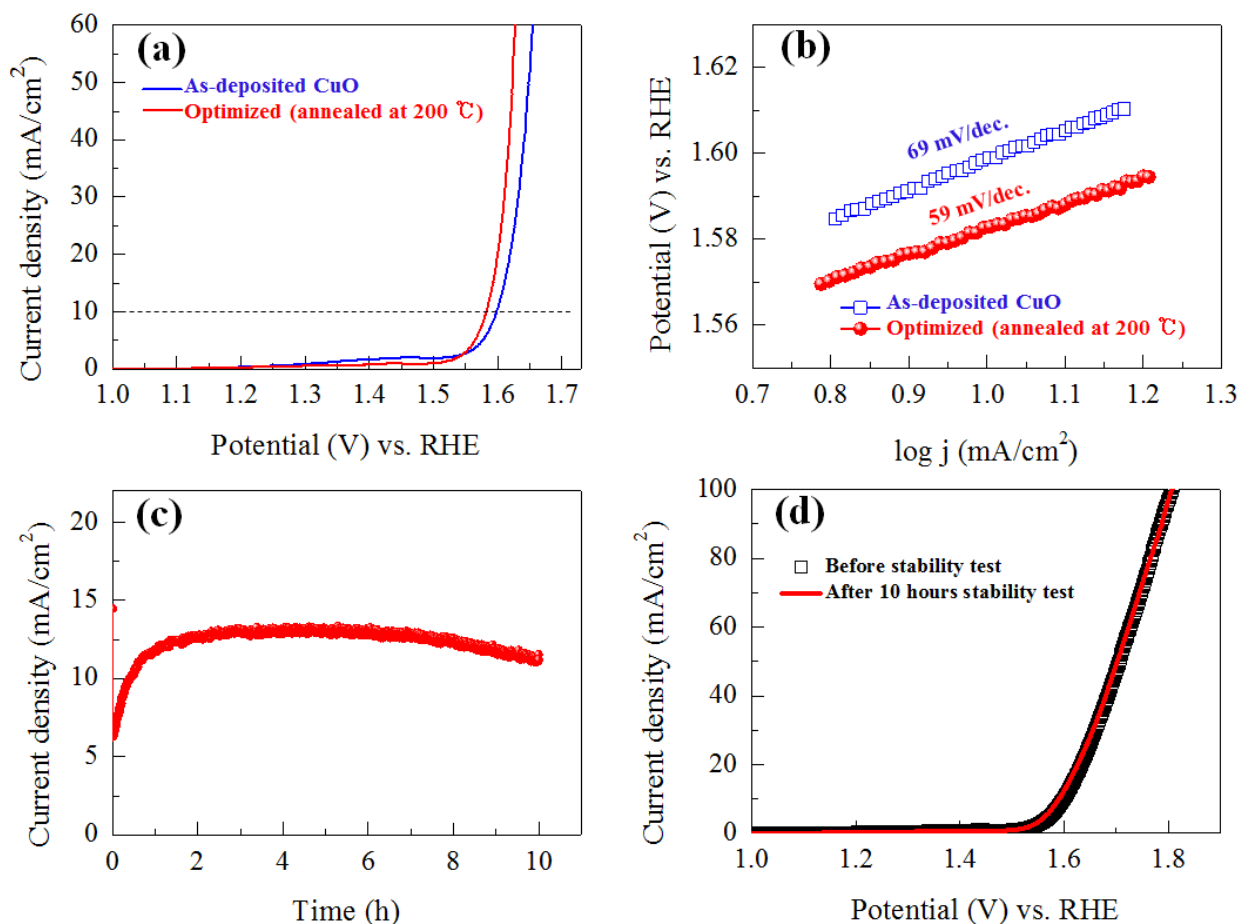 (a)
As-deposited CuO
Optimized (annealed at 200 ℃)
Current density (mA/cm²)
60
50
40
30
20
10
0
1.0 1.1 1.2 1.3 1.4 1.5 1.6 1.7
Potential (V) vs. RHE
(b)
69 mV/dec.
59 mV/dec.
As-deposited CuO
Optimized (annealed at 200 ℃)
Potential (V) vs. RHE
1.62
1.60
1.58
1.56
0.7 0.8 0.9 1.0 1.1 1.2 1.3
log j (mA/cm²)
(c)
Current density (mA/cm²)
20
15
10
5
0
0 2 4 6 8 10
Time (h)
(d)
Before stability test
After 10 hours stability test
Current density (mA/cm²)
100
80
60
40
20
0
1.0 1.2 1.4 1.6 1.8
Potential (V) vs. RHE